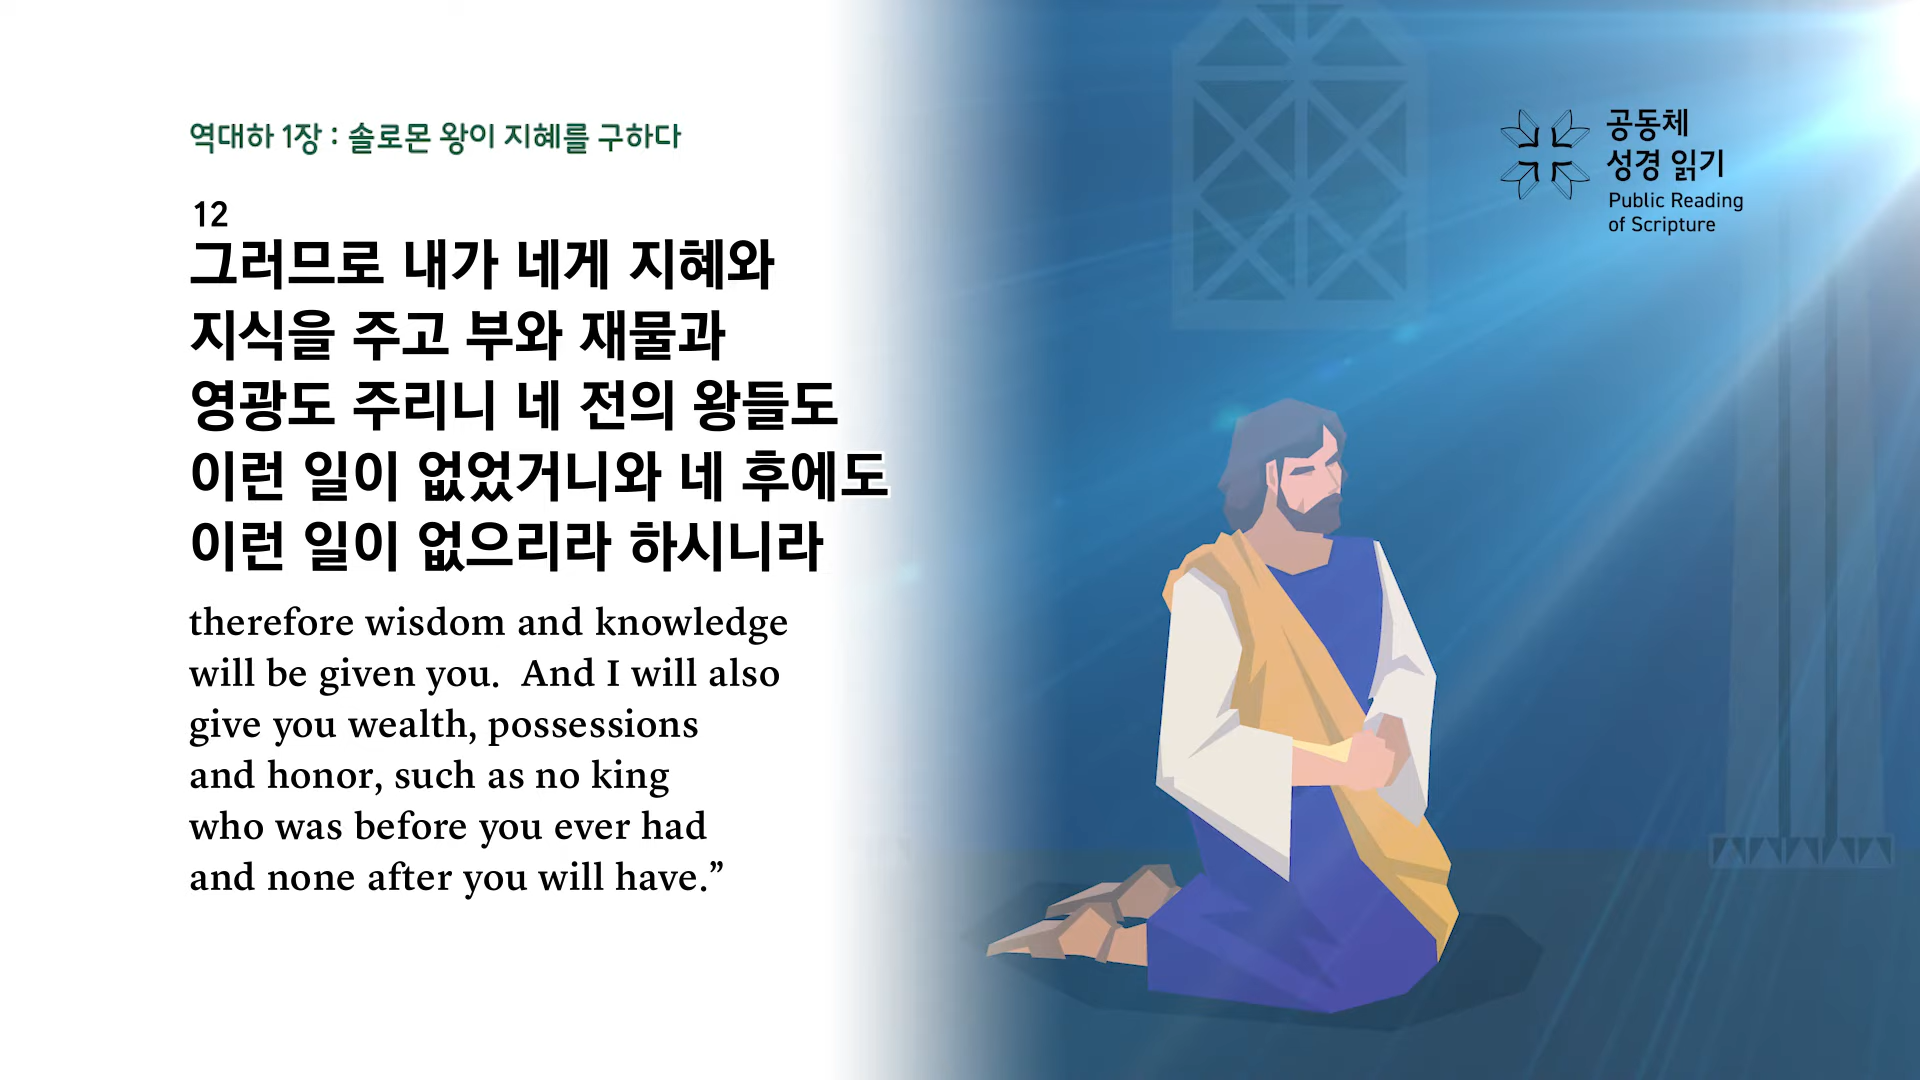 역대하 1장 : 솔로몬 왕이 지혜를 구하다
12
그러므로 내가 네게 지혜와
지식을 주고 부와 재물과
영광도 주리니 네 전의 왕들도
이런 일이 없었거니와 네 후에도
이런 일이 없으리라 하시니라
therefore wisdom and knowledge
will be given you.  And I will also
give you wealth, possessions
and honor, such as no king
who was before you ever had
and none after you will have.”
공동체
성경 읽기
Public Reading
of Scripture